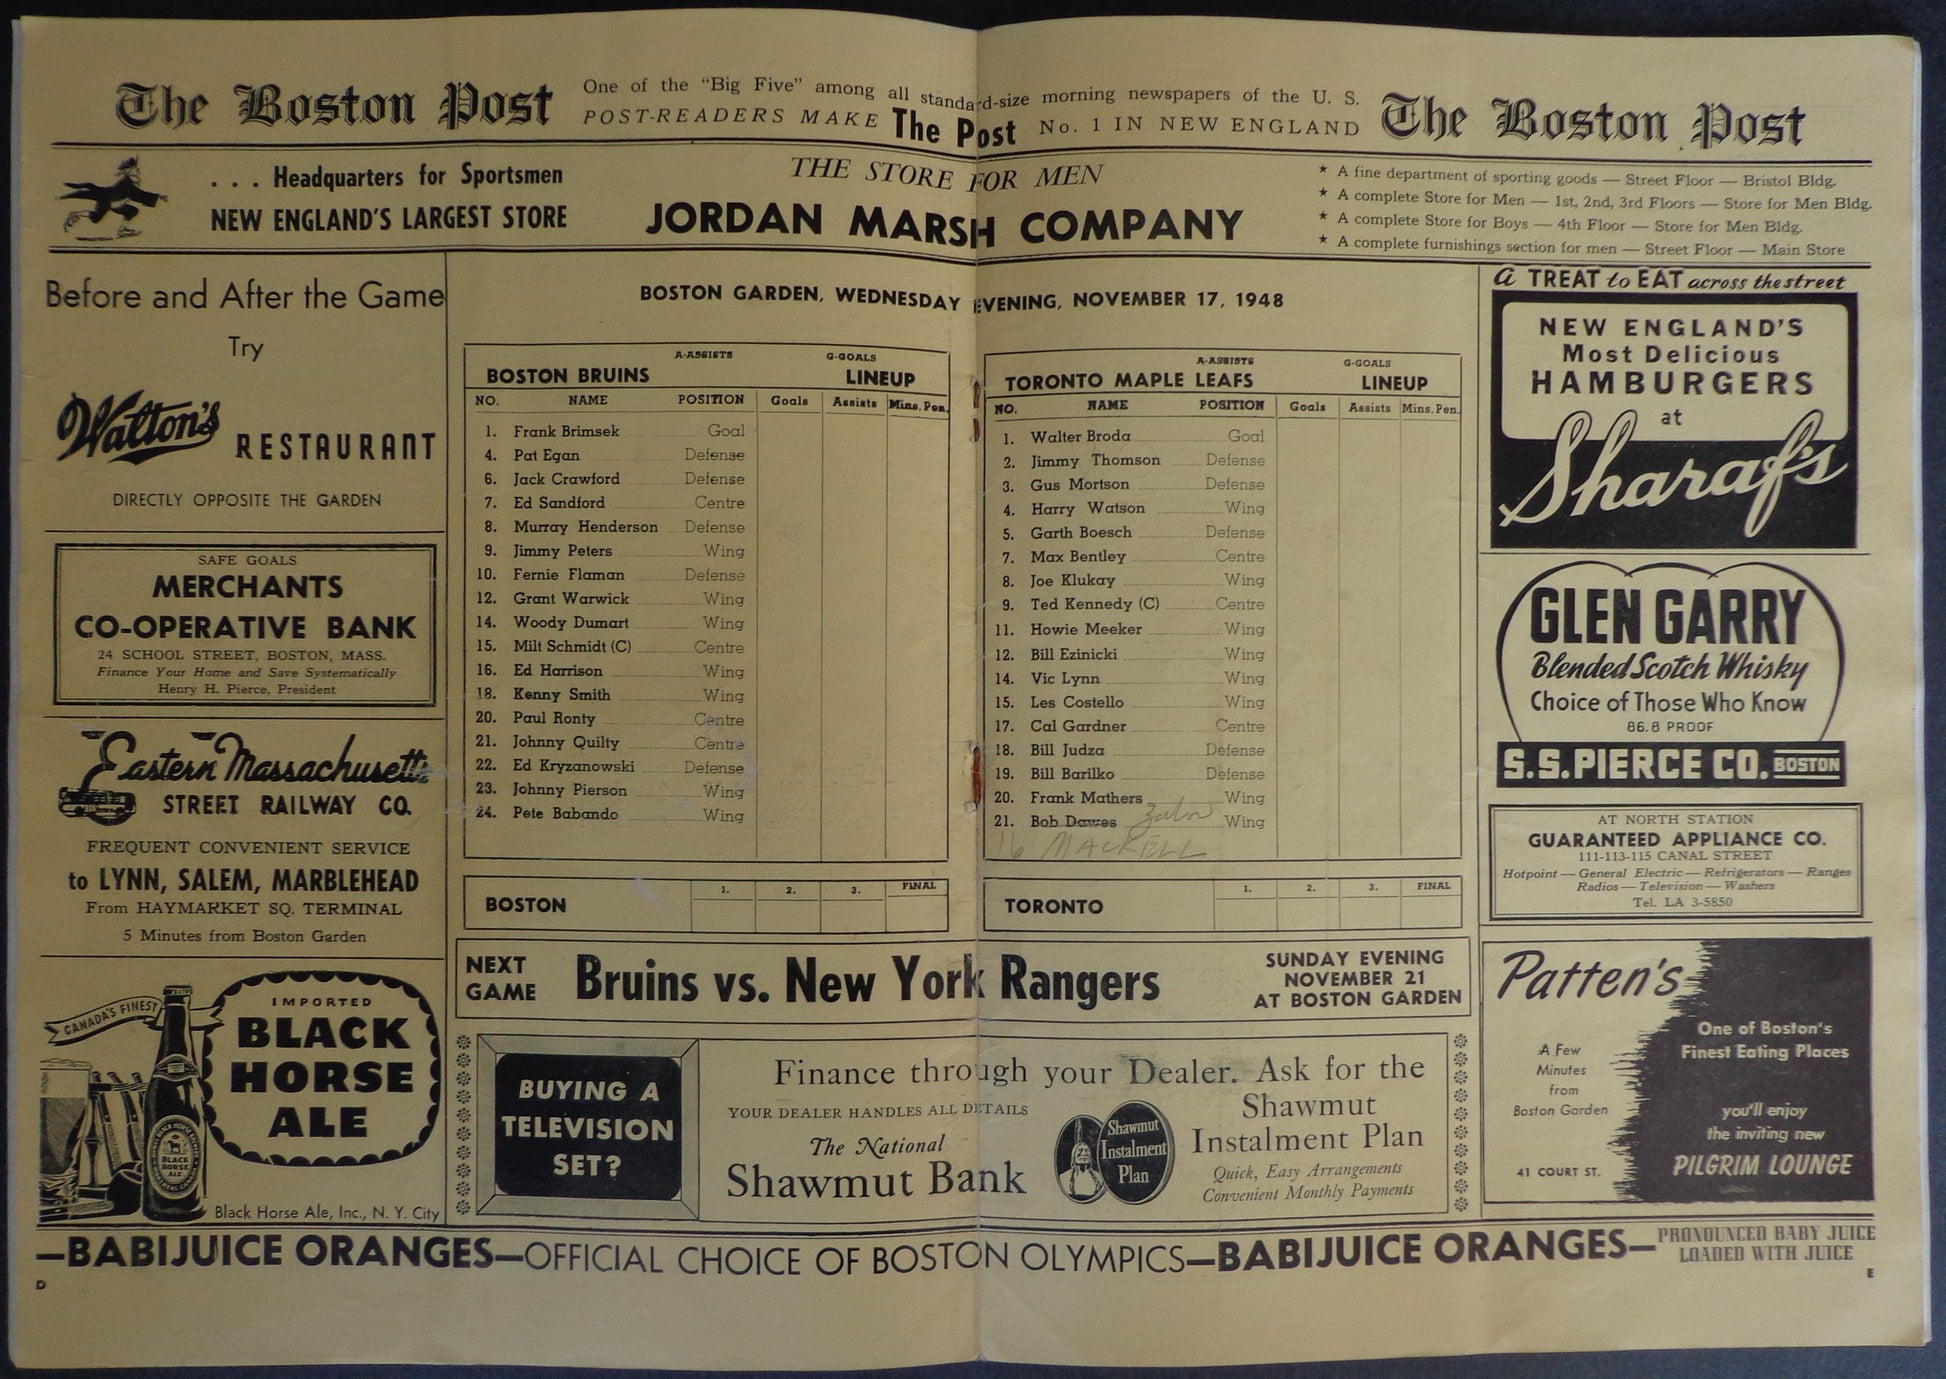 The Boston Post
One of the "Big Five" among all standard-size morning newspapers of the U. S.
POST-READERS MAKE The Post No. 1 IN NEW ENGLAND
The Boston Post
. . . Headquarters for Sportsmen
NEW ENGLAND'S LARGEST STORE
THE STORE FOR MEN
JORDAN MARSH COMPANY
★ A fine department of sporting goods — Street Floor — Bristol Bldg.
★ A complete Store for Men — 1st, 2nd, 3rd Floors — Store for Men Bldg.
★ A complete Store for Boys — 4th Floor — Store for Men Bldg.
★ A complete furnishings section for men — Street Floor — Main Store
Before and After the Game
Try
Walton's
RESTAURANT
DIRECTLY OPPOSITE THE GARDEN
SAFE GOALS
MERCHANTS
CO-OPERATIVE BANK
24 SCHOOL STREET, BOSTON, MASS.
Finance Your Home and Save Systematically
Henry H. Pierce, President
Eastern Massachusetts
STREET RAILWAY CO.
FREQUENT CONVENIENT SERVICE
to LYNN, SALEM, MARBLEHEAD
From HAYMARKET SQ. TERMINAL
5 Minutes from Boston Garden
CANADA'S FINEST
IMPORTED
BLACK
HORSE
ALE
BLACK
HORSE
ALE
Black Horse Ale, Inc., N. Y. City
BOSTON GARDEN, WEDNESDAY EVENING, NOVEMBER 17, 1948
A-ASSISTS G-GOALS
BOSTON BRUINS LINEUP
NO. NAME POSITION Goals Assists Mins. Pen.
1. Frank Brimsek Goal
4. Pat Egan Defense
6. Jack Crawford Defense
7. Ed Sandford Centre
8. Murray Henderson Defense
9. Jimmy Peters Wing
10. Fernie Flaman Defense
12. Grant Warwick Wing
14. Woody Dumart Wing
15. Milt Schmidt (C) Centre
16. Ed Harrison Wing
18. Kenny Smith Wing
20. Paul Ronty Centre
21. Johnny Quilty Centre
22. Ed Kryzanowski Defense
23. Johnny Pierson Wing
24. Pete Babando Wing
1. 2. 3. FINAL
BOSTON
A-ASSISTS G-GOALS
TORONTO MAPLE LEAFS LINEUP
NO. NAME POSITION Goals Assists Mins. Pen.
1. Walter Broda Goal
2. Jimmy Thomson Defense
3. Gus Mortson Defense
4. Harry Watson Wing
5. Garth Boesch Defense
7. Max Bentley Centre
8. Joe Klukay Wing
9. Ted Kennedy (C) Centre
11. Howie Meeker Wing
12. Bill Ezinicki Wing
14. Vic Lynn Wing
15. Les Costello Wing
17. Cal Gardner Centre
18. Bill Judza Defense
19. Bill Barilko Defense
20. Frank Mathers Wing
21. Bob Dawes Wing
16 MACKELL
1. 2. 3. FINAL
TORONTO
NEXT
GAME
Bruins vs. New York Rangers
SUNDAY EVENING
NOVEMBER 21
AT BOSTON GARDEN
BUYING A
TELEVISION
SET?
Finance through your Dealer. Ask for the
YOUR DEALER HANDLES ALL DETAILS
The National
Shawmut Bank
Shawmut
Instalment
Plan
Shawmut
Instalment Plan
Quick, Easy Arrangements
Convenient Monthly Payments
A TREAT to EAT across the street
NEW ENGLAND'S
Most Delicious
HAMBURGERS
at
Sharaf's
GLEN GARRY
Blended Scotch Whisky
Choice of Those Who Know
86.8 PROOF
S.S. PIERCE CO. BOSTON
AT NORTH STATION
GUARANTEED APPLIANCE CO.
111-113-115 CANAL STREET
Hotpoint — General Electric — Refrigerators — Ranges
Radios — Television — Washers
Tel. LA 3-5850
Patten's
A Few
Minutes
from
Boston Garden
41 COURT ST.
One of Boston's
Finest Eating Places
you'll enjoy
the inviting new
PILGRIM LOUNGE
—BABIJUICE ORANGES—OFFICIAL CHOICE OF BOSTON OLYMPICS—BABIJUICE ORANGES—
PRONOUNCED BABY JUICE
LOADED WITH JUICE
D
E